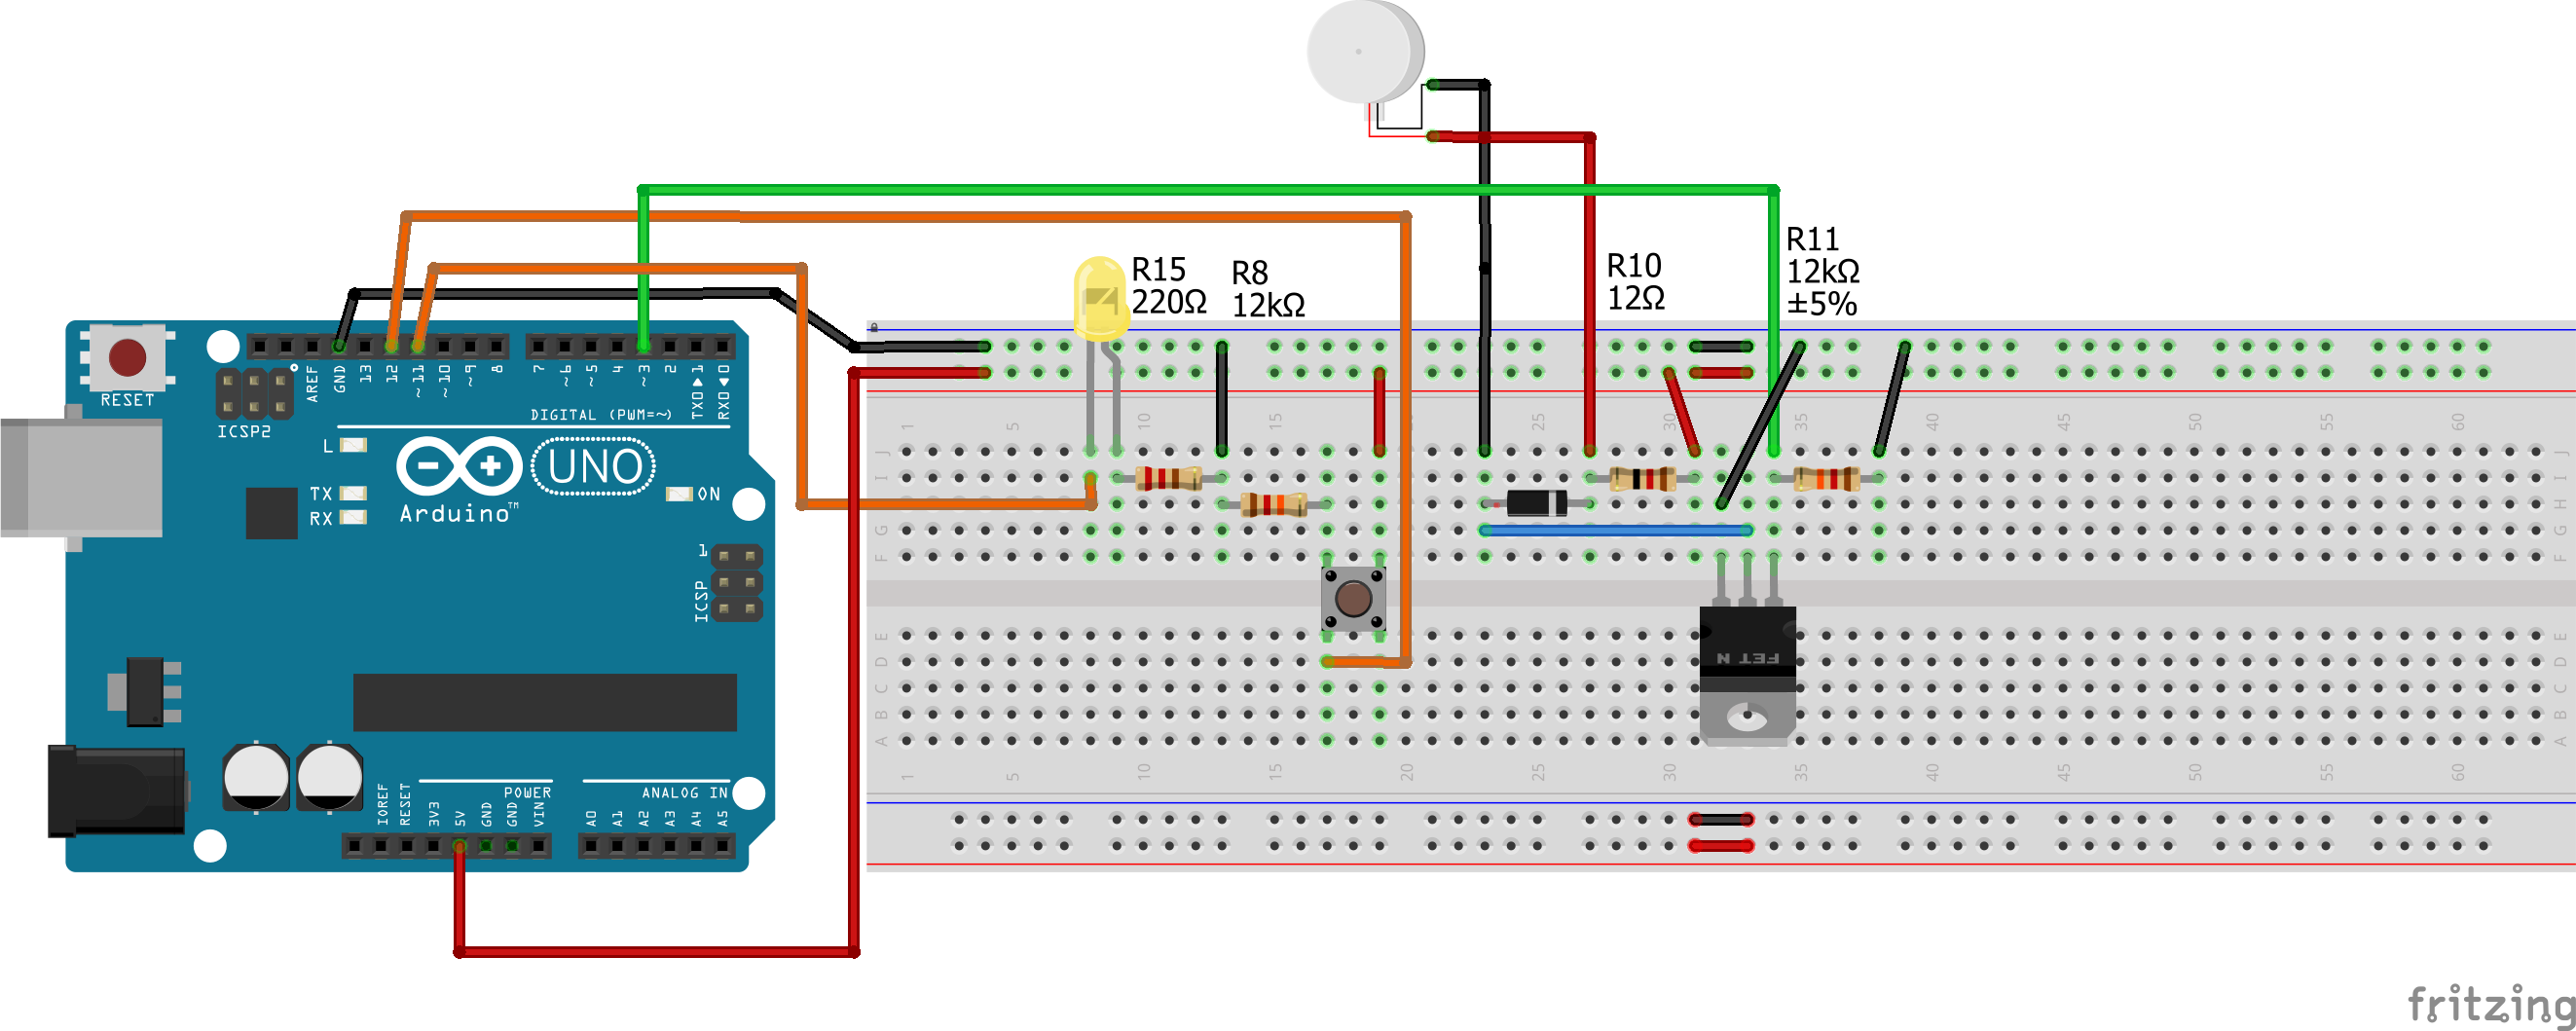 R15
220Ω
R8
12kΩ
R10
12Ω
R11
12kΩ
±5%
RESET
ICSP2
AREF
GND
13
12
~11
~10
~9
8
7
~6
~5
4
~3
2
TX0▶1
RX0◀0
DIGITAL (PWM=~)
L
TX
RX
UNO
ON
Arduino™
ICSP
1
IOREF
RESET
3V3
5V
GND
GND
VIN
POWER
ANALOG IN
A0
A1
A2
A3
A4
A5
1 5 10 15 20 25 30 35 40 45 50 55 60
J J
I I
H H
G G
F F
E E
D D
C C
B B
A A
FET N
1 5 10 15 20 25 30 35 40 45 50 55 60
fritzing